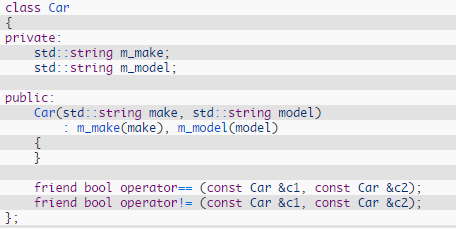 class Car
{
private:
    std::string m_make;
    std::string m_model;

public:
    Car(std::string make, std::string model)
        : m_make(make), m_model(model)
    {
    }

    friend bool operator== (const Car &c1, const Car &c2);
    friend bool operator!= (const Car &c1, const Car &c2);
};